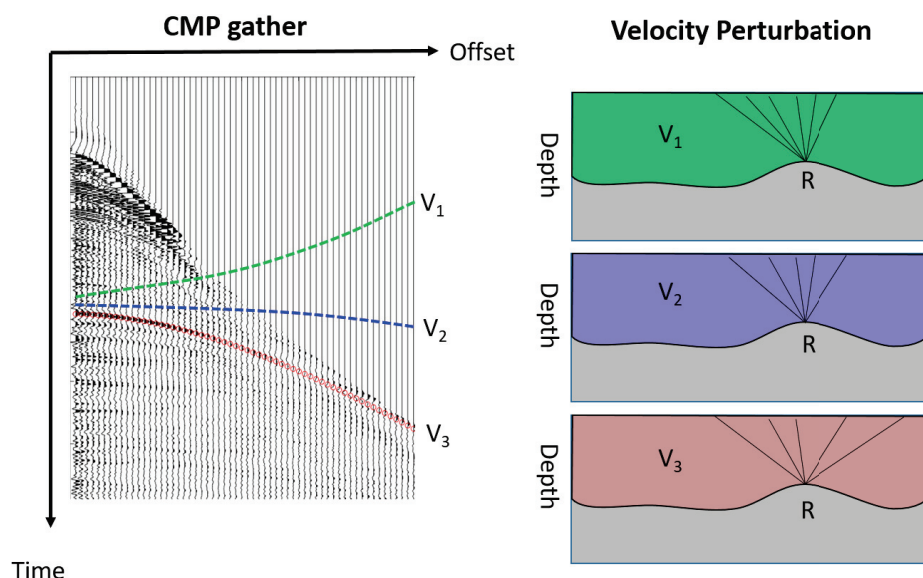 CMP gather
Offset
V₁
V₂
V₃
Time
Velocity Perturbation
Depth
V₁
R
Depth
V₂
R
Depth
V₃
R